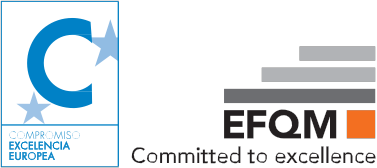 C
COMPROMISO
EXCELENCIA
EUROPEA
EFQM
Committed to excellence